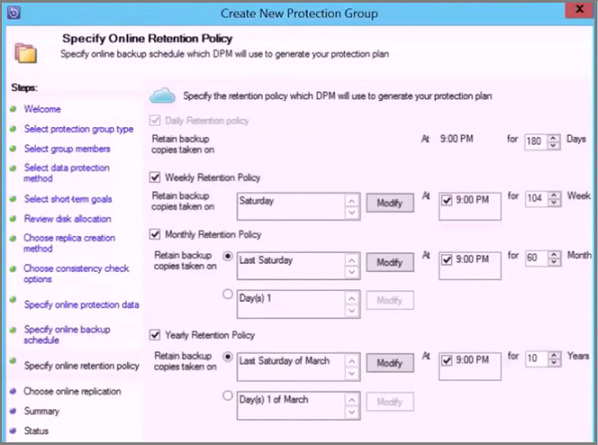 Create New Protection Group
X
Specify Online Retention Policy
Specify online backup schedule which DPM will use to generate your protection plan
Steps:
Welcome
Select protection group type
Select group members
Select data protection
method
Select short-term goals
Review disk allocation
Choose replica creation
method
Choose consistency check
options
Specify online protection data
Specify online backup
schedule
Specify online retention policy
Choose online replication
Summary
Status
Specify the retention policy which DPM will use to generate your protection plan
Daily Retention policy
Retain backup
copies taken on
At 9:00 PM for 180 Days
Weekly Retention Policy
Retain backup
copies taken on
Saturday Modify At 9:00 PM for 104 Week
Monthly Retention Policy
Retain backup
copies taken on
Last Saturday Modify At 9:00 PM for 60 Month
Day(s) 1 Modify
Yearly Retention Policy
Retain backup
copies taken on
Last Saturday of March Modify At 9:00 PM for 10 Years
Day(s) 1 of March Modify